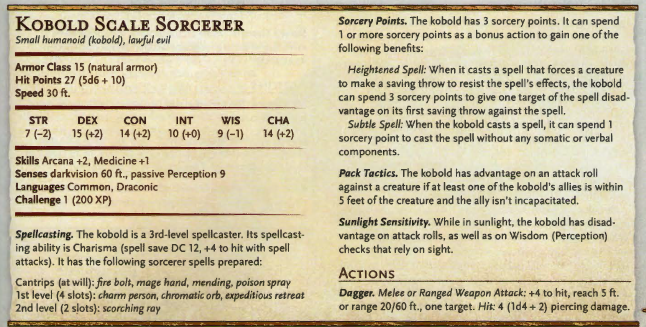 KOBOLD SCALE SORCERER
Small humanoid (kobold), lawful evil
Armor Class 15 (natural armor)
Hit Points 27 (5d6 + 10)
Speed 30 ft.
STR DEX CON INT WIS CHA
7 (−2) 15 (+2) 14 (+2) 10 (+0) 9 (−1) 14 (+2)
Skills Arcana +2, Medicine +1
Senses darkvision 60 ft., passive Perception 9
Languages Common, Draconic
Challenge 1 (200 XP)
Spellcasting. The kobold is a 3rd-level spellcaster. Its spellcast-
ing ability is Charisma (spell save DC 12, +4 to hit with spell
attacks). It has the following sorcerer spells prepared:
Cantrips (at will): fire bolt, mage hand, mending, poison spray
1st level (4 slots): charm person, chromatic orb, expeditious retreat
2nd level (2 slots): scorching ray
Sorcery Points. The kobold has 3 sorcery points. It can spend
1 or more sorcery points as a bonus action to gain one of the
following benefits:
Heightened Spell: When it casts a spell that forces a creature
to make a saving throw to resist the spell's effects, the kobold
can spend 3 sorcery points to give one target of the spell disad-
vantage on its first saving throw against the spell.
Subtle Spell: When the kobold casts a spell, it can spend 1
sorcery point to cast the spell without any somatic or verbal
components.
Pack Tactics. The kobold has advantage on an attack roll
against a creature if at least one of the kobold's allies is within
5 feet of the creature and the ally isn't incapacitated.
Sunlight Sensitivity. While in sunlight, the kobold has disad-
vantage on attack rolls, as well as on Wisdom (Perception)
checks that rely on sight.
ACTIONS
Dagger. Melee or Ranged Weapon Attack: +4 to hit, reach 5 ft.
or range 20/60 ft., one target. Hit: 4 (1d4 + 2) piercing damage.